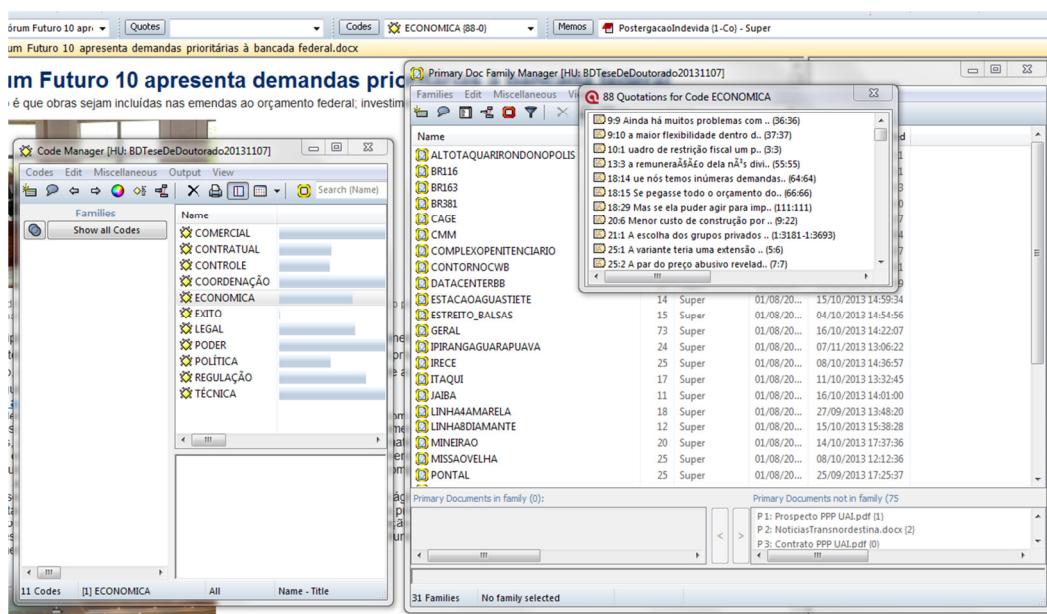 órum Futuro 10 apr Quotes Codes ECONOMICA {88-0} Memos PostergacaoIndevida {1-Co} - Super
um Futuro 10 apresenta demandas prioritárias à bancada federal.docx
um Futuro 10 apresenta demandas prio
é que obras sejam incluídas nas emendas ao orçamento federal; investim
Primary Doc Family Manager [HU: BDTeseDeDoutorado20131107]
Families Edit Miscellaneous
Name
ALTOTAQUARIRONDONOPOLIS
BR116
BR163
BR381
CAGE
CMM
COMPLEXOPENITENCIARIO
CONTORNOCWB
DATACENTERBB
ESTACAOAGUASTIETE 14 Super 01/08/20... 15/10/2013 14:59:34
ESTREITO_BALSAS 15 Super 01/08/20... 04/10/2013 14:54:56
GERAL 73 Super 01/08/20... 16/10/2013 14:22:07
IPIRANGAGUARAPUAVA 24 Super 01/08/20... 07/11/2013 13:06:22
IRECE 25 Super 01/08/20... 08/10/2013 14:36:57
ITAQUI 17 Super 01/08/20... 11/10/2013 13:32:45
JAIBA 11 Super 01/08/20... 16/10/2013 14:01:00
LINHA4AMARELA 18 Super 01/08/20... 27/09/2013 13:48:20
LINHA8DIAMANTE 12 Super 01/08/20... 15/10/2013 15:38:28
MINEIRAO 20 Super 01/08/20... 14/10/2013 17:37:36
MISSAOVELHA 25 Super 01/08/20... 08/10/2013 12:12:36
PONTAL 25 Super 01/08/20... 25/09/2013 17:25:37
Primary Documents in family (0):
Primary Documents not in family (75
P 1: Prospecto PPP UAI.pdf {1}
P 2: NoticiasTransnordestina.docx {2}
P 3: Contrato PPP UAI.pdf {0}
31 Families No family selected
88 Quotations for Code ECONOMICA
9:9 Ainda há muitos problemas com .. (36:36)
9:10 a maior flexibilidade dentro d.. (37:37)
10:1 uadro de restrição fiscal um p.. (3:3)
13:3 a remuneraÃ§Ã£o dela nÃ³s divi.. (55:55)
18:14 ue nós temos inúmeras demandas.. (64:64)
18:15 Se pegasse todo o orçamento do.. (66:66)
18:29 Mas se ela puder agir para imp.. (111:111)
20:6 Menor custo de construção por .. (9:22)
21:1 A escolha dos grupos privados .. (1:3181-1:3693)
25:1 A variante teria uma extensão .. (5:6)
25:2 A par do preço abusivo revelad.. (7:7)
Code Manager [HU: BDTeseDeDoutorado20131107]
Codes Edit Miscellaneous Output View
Search (Name)
Families
Show all Codes
Name
COMERCIAL
CONTRATUAL
CONTROLE
COORDENAÇÃO
ECONOMICA
EXITO
LEGAL
PODER
POLÍTICA
REGULAÇÃO
TÉCNICA
11 Codes [1] ECONOMICA All Name - Title